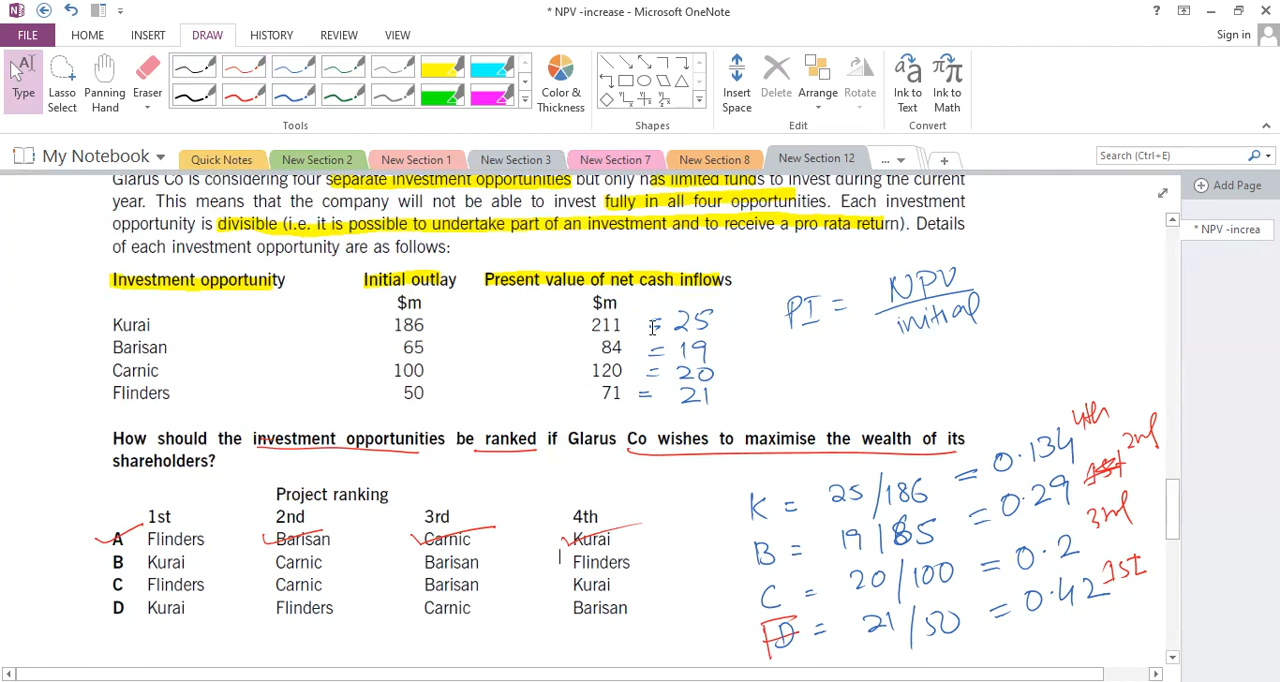 * NPV -increase - Microsoft OneNote
?
Sign in
FILE HOME INSERT DRAW HISTORY REVIEW VIEW
Type
Lasso Select
Panning Hand
Eraser
Color & Thickness
Insert Space
Delete
Arrange
Rotate
Ink to Text
Ink to Math
Tools
Shapes
Edit
Convert
My Notebook
Quick Notes
New Section 2
New Section 1
New Section 3
New Section 7
New Section 8
New Section 12
...
Search (Ctrl+E)
Add Page
* NPV -increa
Glarus Co is considering four separate investment opportunities but only has limited funds to invest during the current
year. This means that the company will not be able to invest fully in all four opportunities. Each investment
opportunity is divisible (i.e. it is possible to undertake part of an investment and to receive a pro rata return). Details
of each investment opportunity are as follows:
Investment opportunity Initial outlay Present value of net cash inflows
$m $m
Kurai 186 211 = 25
Barisan 65 84 = 19
Carnic 100 120 = 20
Flinders 50 71 = 21
PI = NPV
initial
How should the investment opportunities be ranked if Glarus Co wishes to maximise the wealth of its
shareholders?
Project ranking
1st 2nd 3rd 4th
A Flinders Barisan Carnic Kurai
B Kurai Carnic Barisan Flinders
C Flinders Carnic Barisan Kurai
D Kurai Flinders Carnic Barisan
K = 25/186 = 0.134 4th
B = 19/65 = 0.29 1st 2nd
C = 20/100 = 0.2 3rd
D = 21/50 = 0.42 1st